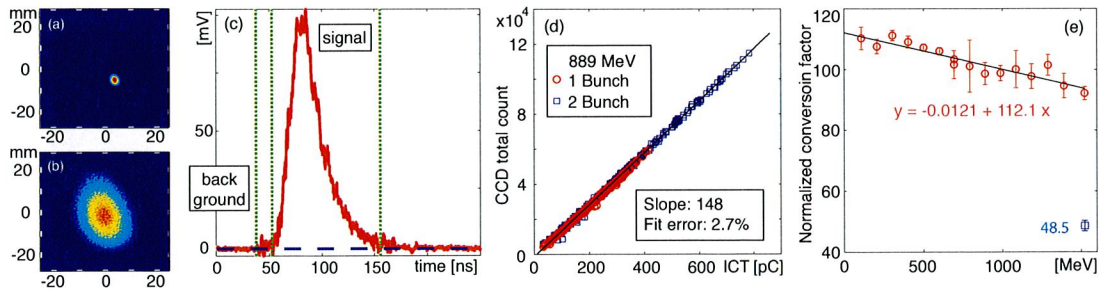 mm
20
0
-20
-20
0
20
(a)
mm
20
0
-20
-20
0
20
(b)
(c)
[mV]
50
0
signal
back
ground
0
50
100
150
time [ns]
(d)
x10⁴
12
8
4
0
CCD total count
889 MeV
1 Bunch
2 Bunch
Slope: 148
Fit error: 2.7%
0
200
400
600
ICT [pC]
(e)
Normalized conversoin factor
120
100
80
60
40
y = -0.0121 + 112.1 x
48.5
0
500
1000
[MeV]